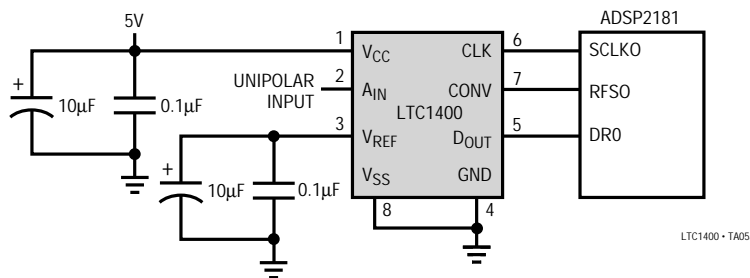 5V
ADSP2181
1 VCC CLK 6 SCLKO
+ 10µF 0.1µF
UNIPOLAR INPUT 2 AIN CONV 7 RFSO
LTC1400
3 VREF DOUT 5 DR0
+ 10µF 0.1µF
VSS GND
8 4
LTC1400 • TA05